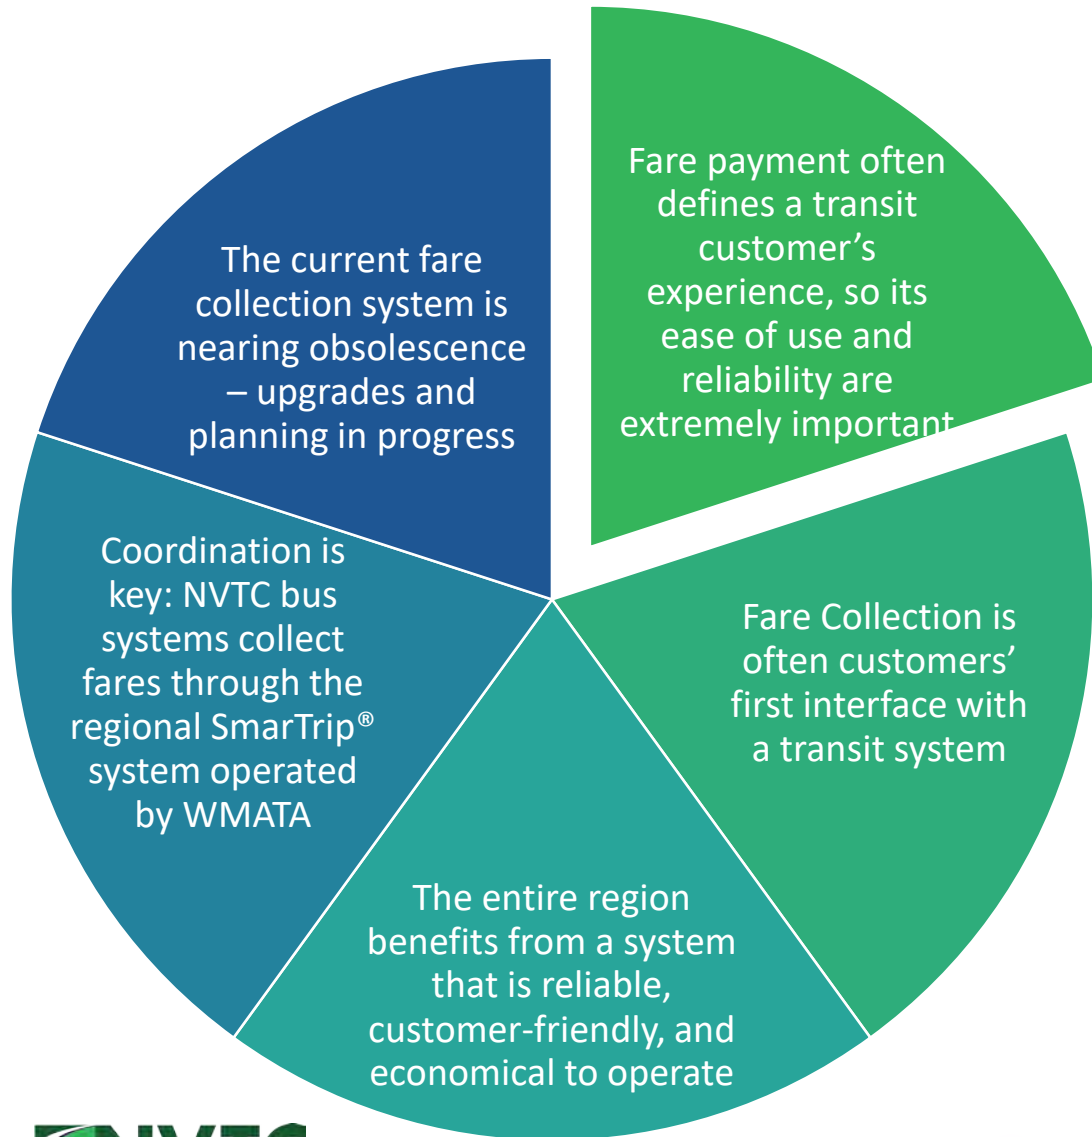 Fare payment often
defines a transit
customer’s
experience, so its
ease of use and
reliability are
extremely important
Fare Collection is
often customers’
first interface with
a transit system
The entire region
benefits from a system
that is reliable,
customer-friendly, and
economical to operate
Coordination is
key: NVTC bus
systems collect
fares through the
regional SmarTrip®
system operated
by WMATA
The current fare
collection system is
nearing obsolescence
– upgrades and
planning in progress
NVTC